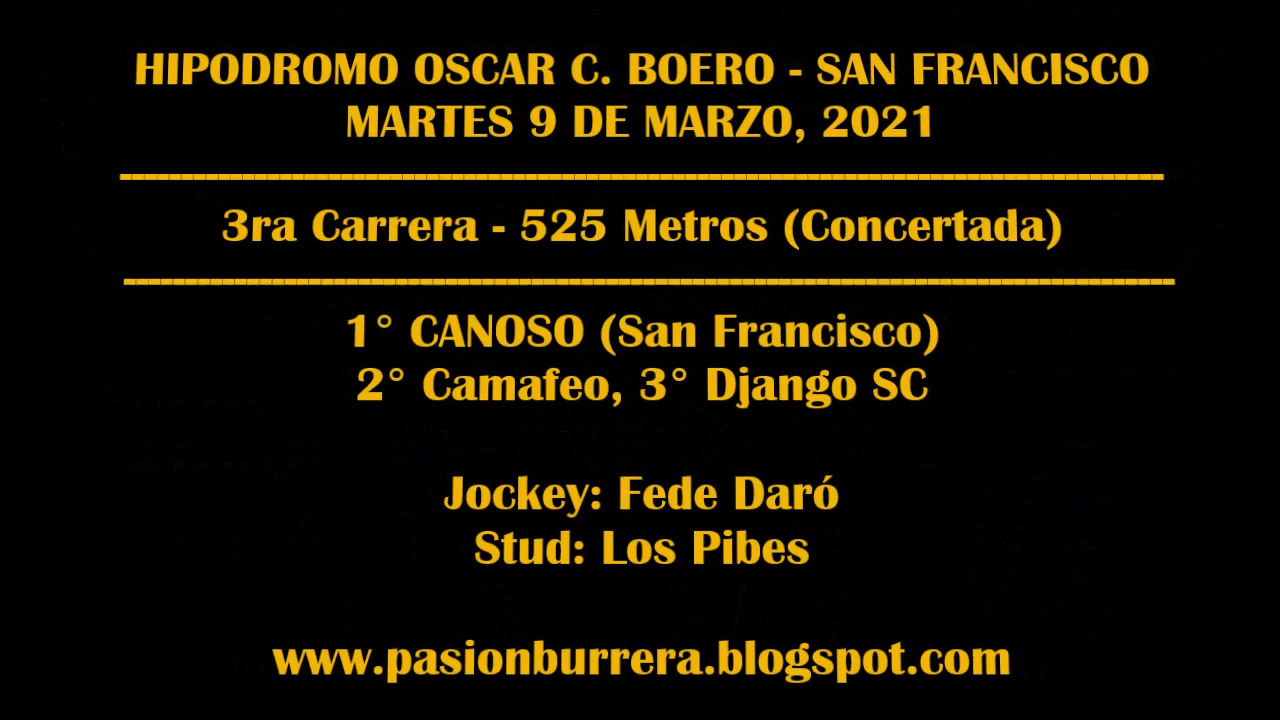 HIPODROMO OSCAR C. BOERO - SAN FRANCISCO
MARTES 9 DE MARZO, 2021
3ra Carrera - 525 Metros (Concertada)
1° CANOSO (San Francisco)
2° Camafeo, 3° Django SC
Jockey: Fede Daró
Stud: Los Pibes
www.pasionburrera.blogspot.com